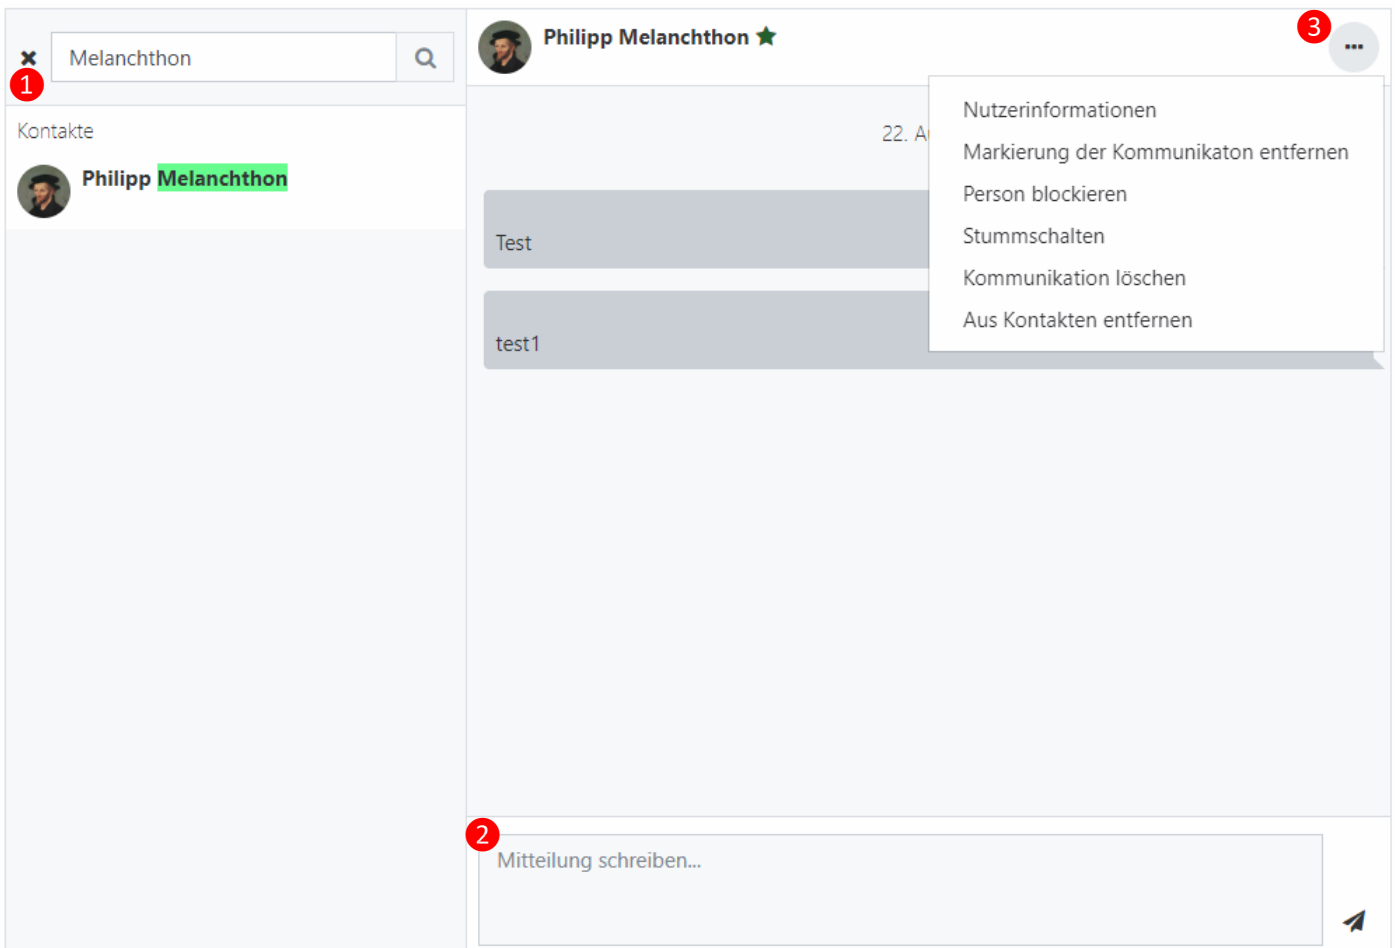 Melanchthon
1
Kontakte
Philipp Melanchthon
Philipp Melanchthon
3
22. A
Nutzerinformationen
Markierung der Kommunikaton entfernen
Person blockieren
Stummschalten
Kommunikation löschen
Aus Kontakten entfernen
Test
test1
2
Mitteilung schreiben...